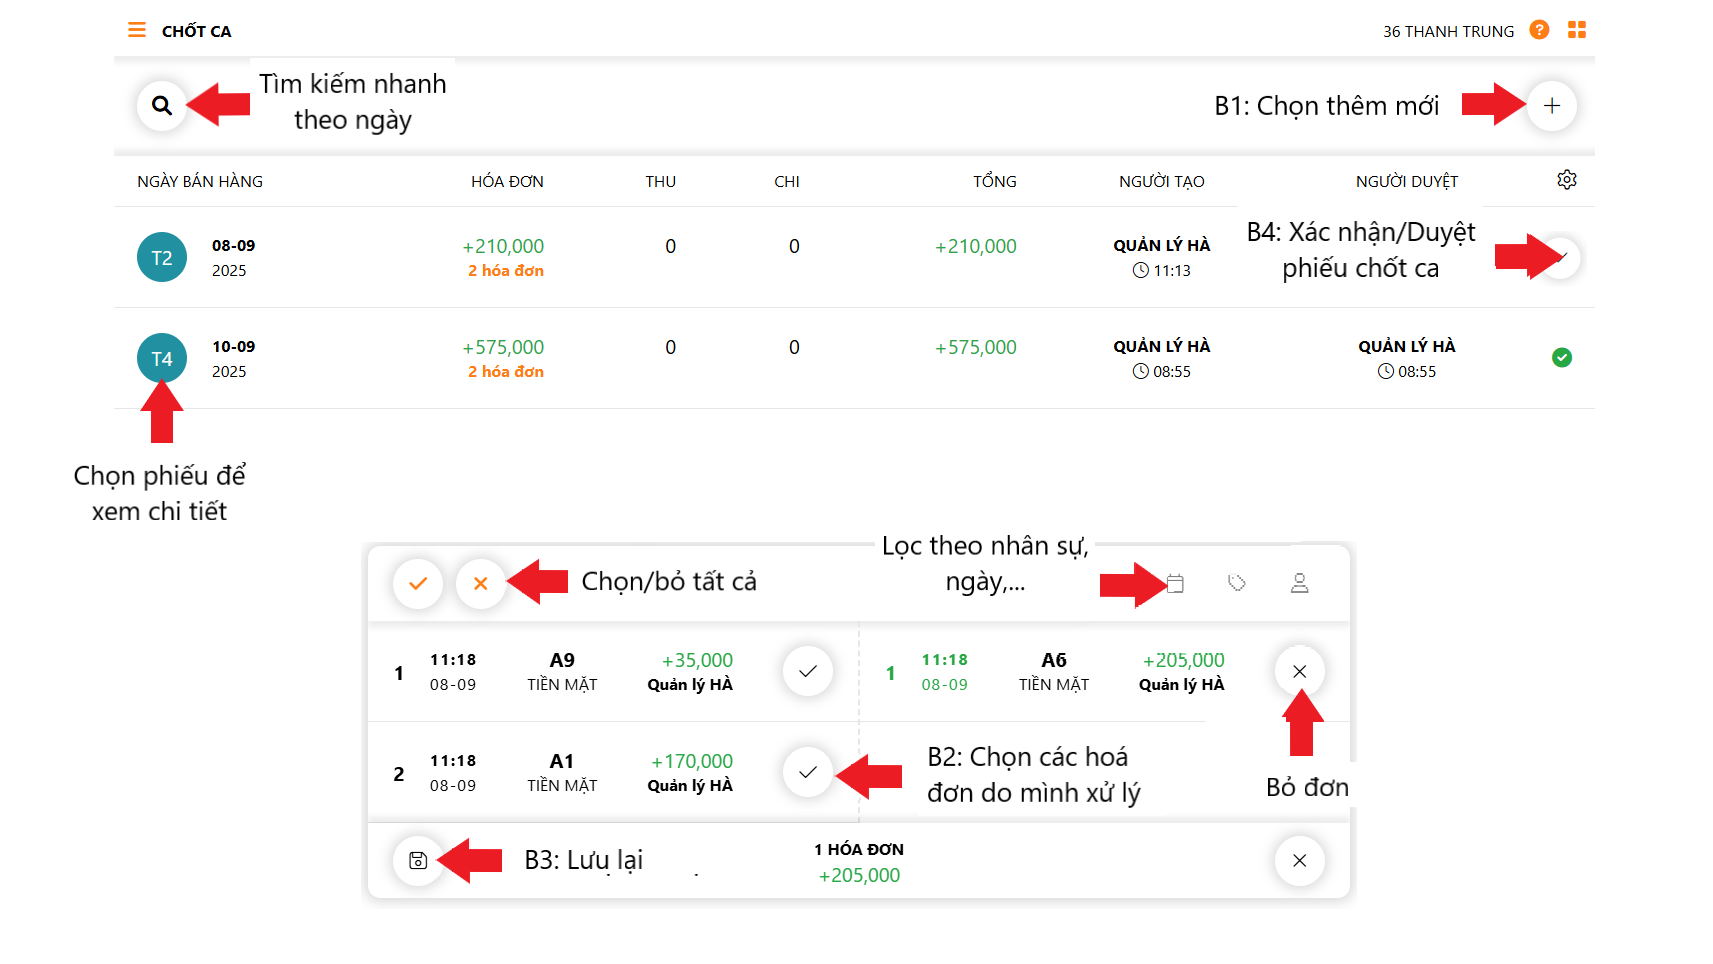 CHỐT CA
36 THANH TRUNG
?
Tìm kiếm nhanh
theo ngày
B1: Chọn thêm mới
NGÀY BÁN HÀNG HÓA ĐƠN THU CHI TỔNG NGƯỜI TẠO NGƯỜI DUYỆT
T2 08-09 +210,000 0 0 +210,000 QUẢN LÝ HÀ
2025 2 hóa đơn 11:13
B4: Xác nhận/Duyệt
phiếu chốt ca
T4 10-09 +575,000 0 0 +575,000 QUẢN LÝ HÀ QUẢN LÝ HÀ
2025 2 hóa đơn 08:55 08:55
Chọn phiếu để
xem chi tiết
Chọn/bỏ tất cả
Lọc theo nhân sự,
ngày,...
1 11:18 A9 +35,000
08-09 TIỀN MẶT Quản lý HÀ
1 11:18 A6 +205,000
08-09 TIỀN MẶT Quản lý HÀ
2 11:18 A1 +170,000
08-09 TIỀN MẶT Quản lý HÀ
B2: Chọn các hoá
đơn do mình xử lý
Bỏ đơn
B3: Lưu lại
1 HÓA ĐƠN
+205,000